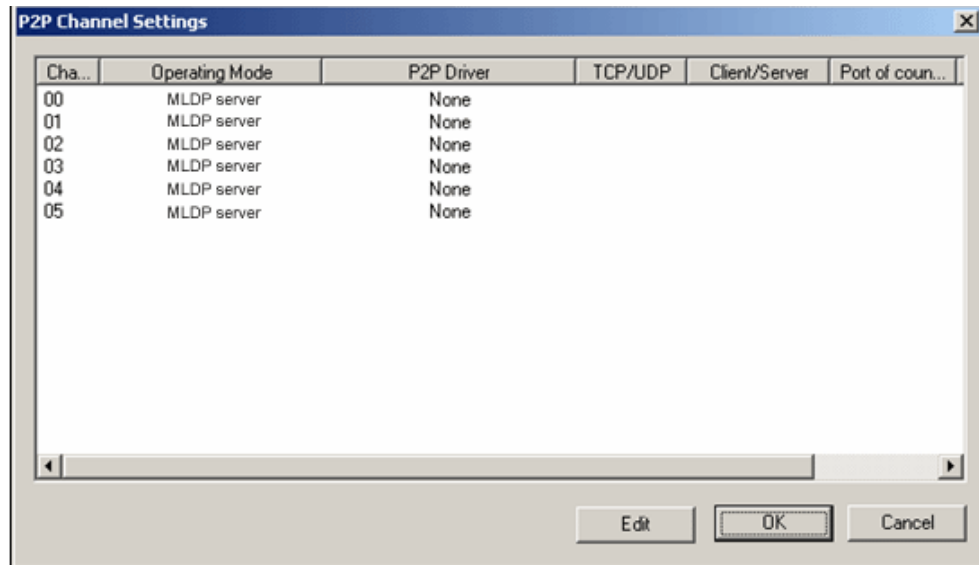 P2P Channel Settings
Cha... Operating Mode P2P Driver TCP/UDP Client/Server Port of coun...
00 MLDP server None
01 MLDP server None
02 MLDP server None
03 MLDP server None
04 MLDP server None
05 MLDP server None
Edit OK Cancel